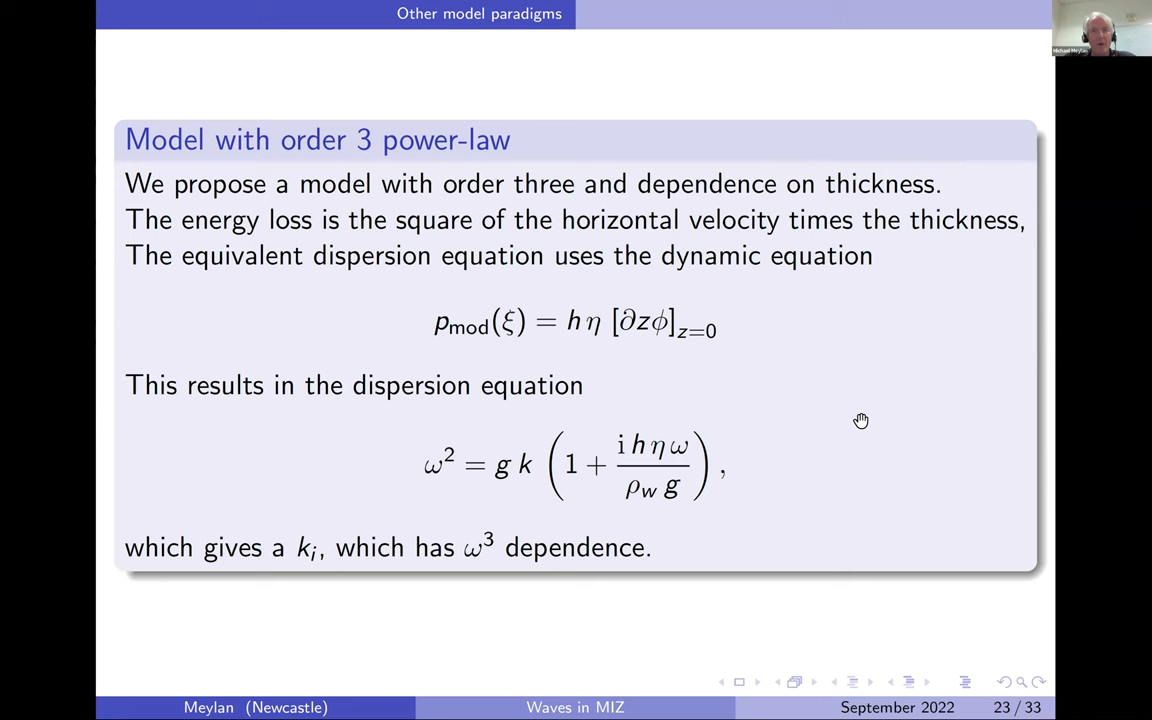 Other model paradigms
Michael Meylan
Model with order 3 power-law
We propose a model with order three and dependence on thickness.
The energy loss is the square of the horizontal velocity times the thickness,
The equivalent dispersion equation uses the dynamic equation
p_mod(ξ) = h η [∂zϕ]_{z=0}
This results in the dispersion equation
ω² = g k (1 + i h η ω / ρ_w g),
which gives a k_i, which has ω³ dependence.
Meylan (Newcastle) Waves in MIZ September 2022 23 / 33